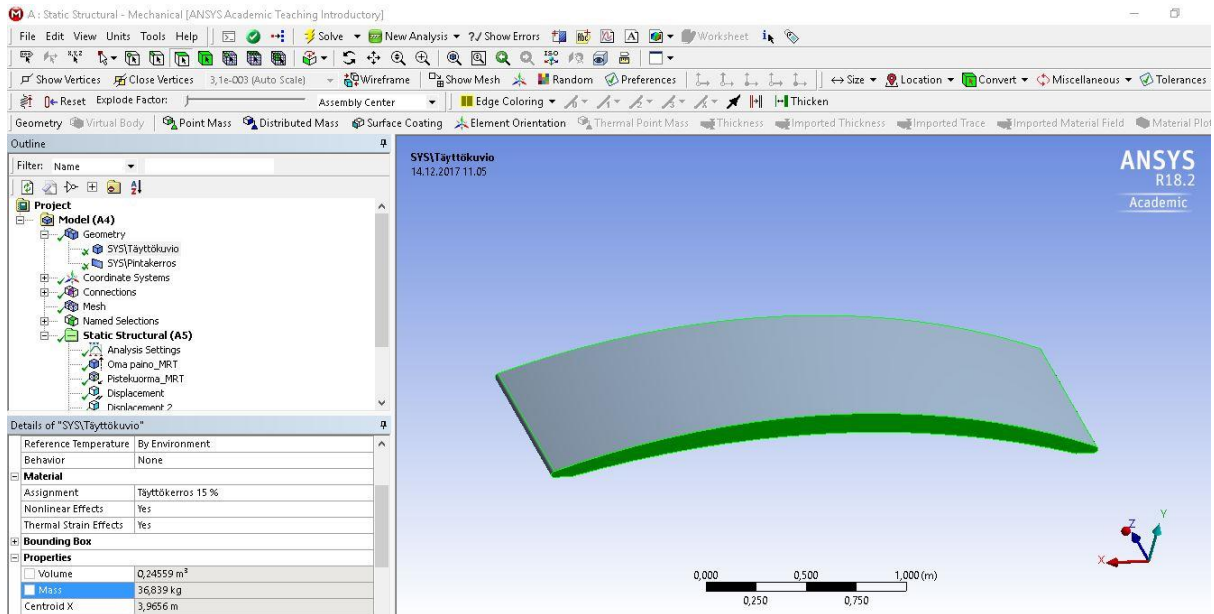 A : Static Structural - Mechanical [ANSYS Academic Teaching Introductory]
File Edit View Units Tools Help Solve New Analysis ?/ Show Errors Worksheet
Show Vertices Close Vertices 3,1e-003 (Auto Scale) Wireframe Show Mesh Random Preferences Size Location Convert Miscellaneous Tolerances
Reset Explode Factor: Assembly Center Edge Coloring Thicken
Geometry Virtual Body Point Mass Distributed Mass Surface Coating Element Orientation Thermal Point Mass Thickness Imported Thickness Imported Trace Imported Material Field Material Plot
Outline
Filter: Name
Project
Model (A4)
Geometry
SYS\Täyttökuvio
SYS\Pintakerros
Coordinate Systems
Connections
Mesh
Named Selections
Static Structural (A5)
Analysis Settings
Oma paino_MRT
Pistekuorma_MRT
Displacement
Displacement 2
Details of "SYS\Täyttökuvio"
Reference Temperature By Environment
Behavior None
Material
Assignment Täyttökerros 15 %
Nonlinear Effects Yes
Thermal Strain Effects Yes
Bounding Box
Properties
Volume 0,24559 m³
Mass 36,839 kg
Centroid X 3,9656 m
SYS\Täyttökuvio
14.12.2017 11.05
ANSYS
R18.2
Academic
Y
Z
X
0,000 0,500 1,000 (m)
0,250 0,750